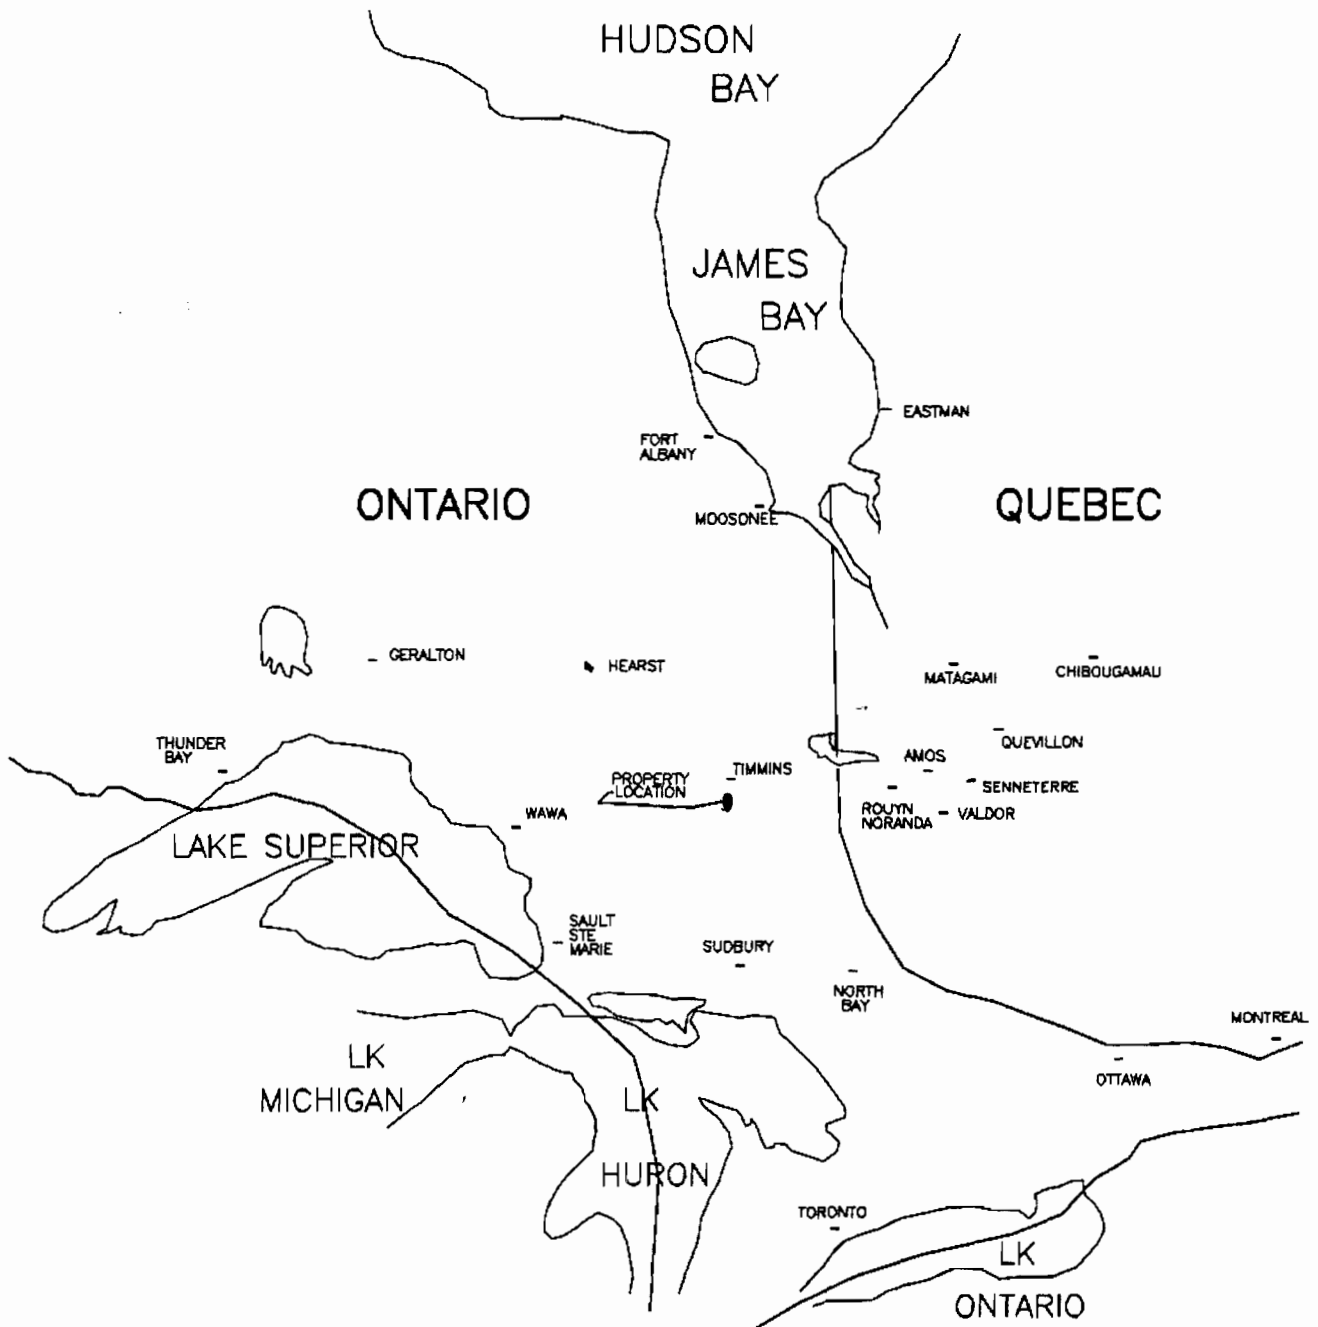 HUDSON
BAY
JAMES
BAY
EASTMAN
FORT
ALBANY
ONTARIO
QUEBEC
MOOSONEE
GERALTON
HEARST
MATAGAMI
CHIBOUGAMAU
THUNDER
BAY
QUEVILLON
AMOS
TIMMINS
PROPERTY
LOCATION
SENNETERRE
ROUYN
NORANDA
VALDOR
WAWA
LAKE SUPERIOR
SAULT
STE
MARIE
SUDBURY
NORTH
BAY
MONTREAL
OTTAWA
LK
MICHIGAN
LK
HURON
TORONTO
LK
ONTARIO